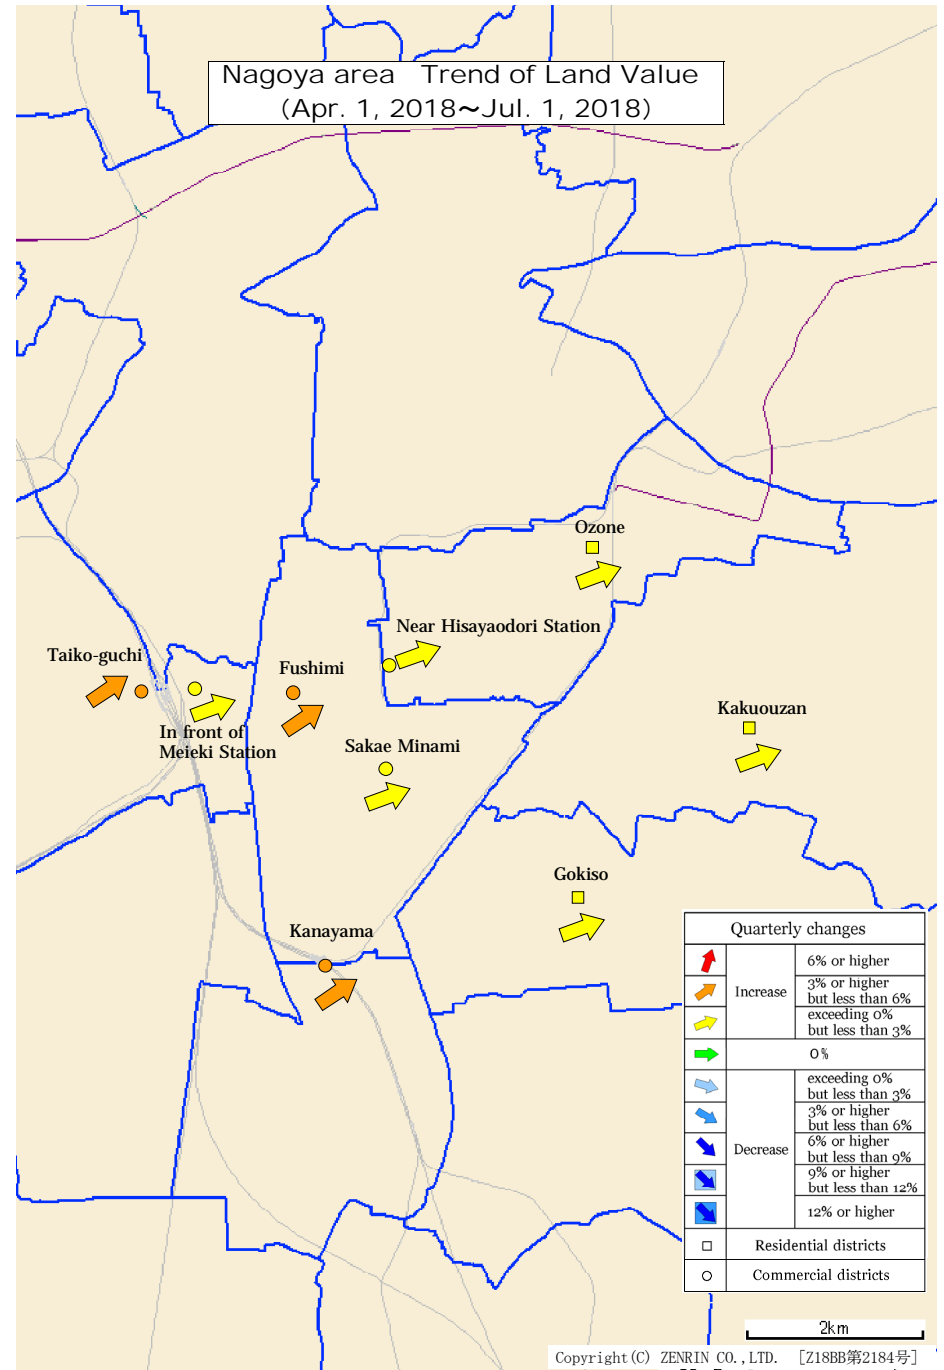 Nagoya area Trend of Land Value
(Apr. 1, 2018～Jul. 1, 2018)
Ozone
Near Hisayaodori Station
Taiko-guchi
Fushimi
In front of
Meieki Station
Kakuouzan
Sakae Minami
Gokiso
Kanayama
Quarterly changes
Increase
6% or higher
3% or higher
but less than 6%
exceeding 0%
but less than 3%
0%
Decrease
exceeding 0%
but less than 3%
3% or higher
but less than 6%
6% or higher
but less than 9%
9% or higher
but less than 12%
12% or higher
Residential districts
Commercial districts
2km
Copyright(C) ZENRIN CO.,LTD. [Z18BB第2184号]